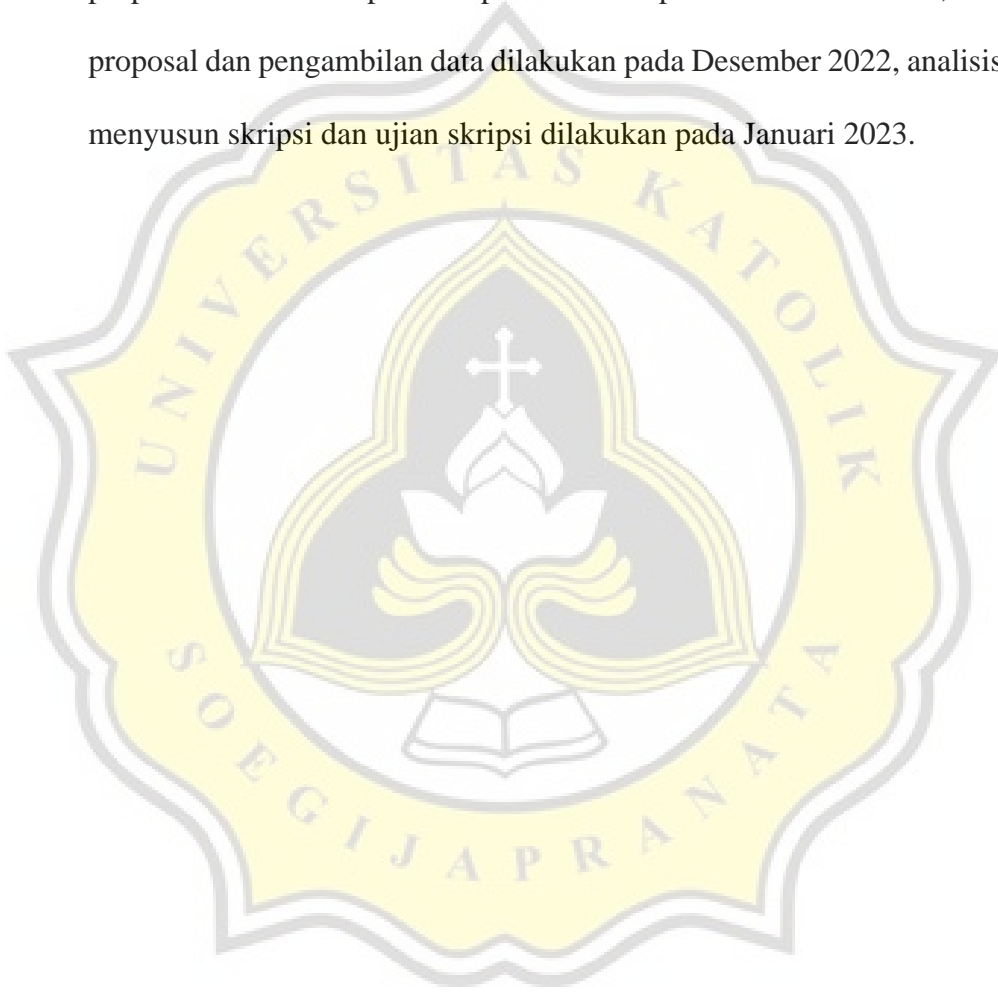 proposal dan pengambilan data dilakukan pada Desember 2022, analisis
menyusun skripsi dan ujian skripsi dilakukan pada Januari 2023.
UNIVERSITAS KATOLIK
SOEGIJAPRANATA